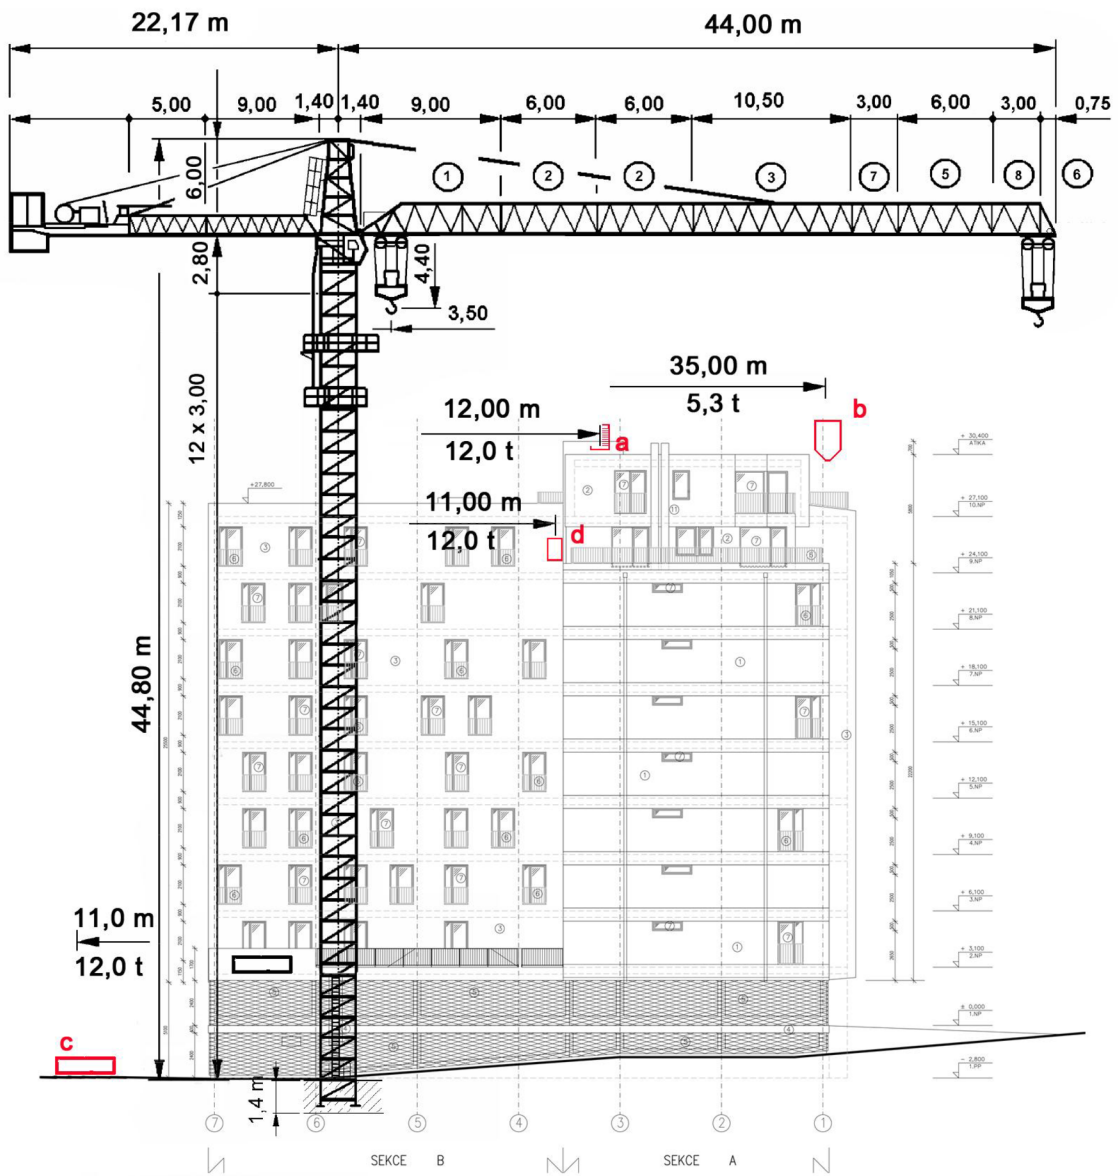 22,17 m
44,00 m
5,00
9,00
1,40
1,40
9,00
6,00
6,00
10,50
3,00
6,00
3,00
0,75
6,00
1
2
2
3
7
5
8
6
2,80
4,40
3,50
12 x 3,00
35,00 m
5,3 t
b
12,00 m
12,0 t
a
11,00 m
12,0 t
d
+27,800
+ 30,400
ATIKA
+ 27,100
10.NP
+ 24,100
9.NP
+ 21,100
8.NP
+ 18,100
7.NP
+ 15,100
6.NP
+ 12,100
5.NP
+ 9,100
4.NP
+ 6,100
3.NP
+ 3,100
2.NP
± 0,000
1.NP
- 2,800
1.PP
44,80 m
11,0 m
12,0 t
c
1,4 m
7
6
5
4
3
2
1
SEKCE B
SEKCE A